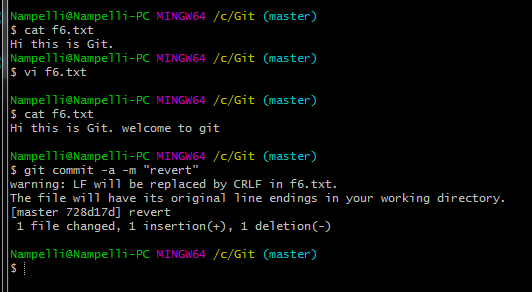 Nampelli@Nampelli-PC MINGW64 /c/Git (master)
$ cat f6.txt
Hi this is Git.
Nampelli@Nampelli-PC MINGW64 /c/Git (master)
$ vi f6.txt
Nampelli@Nampelli-PC MINGW64 /c/Git (master)
$ cat f6.txt
Hi this is Git. welcome to git
Nampelli@Nampelli-PC MINGW64 /c/Git (master)
$ git commit -a -m "revert"
warning: LF will be replaced by CRLF in f6.txt.
The file will have its original line endings in your working directory.
[master 728d17d] revert
 1 file changed, 1 insertion(+), 1 deletion(-)
Nampelli@Nampelli-PC MINGW64 /c/Git (master)
$